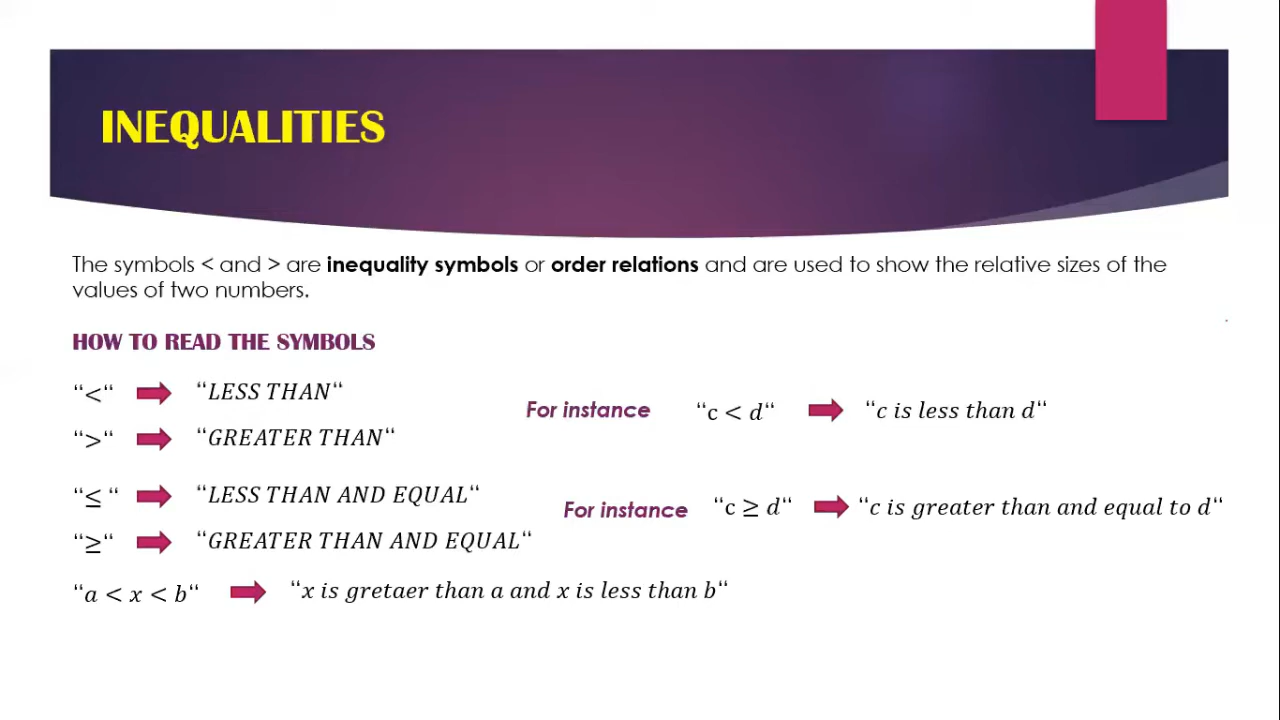 INEQUALITIES
The symbols < and > are inequality symbols or order relations and are used to show the relative sizes of the
values of two numbers.
HOW TO READ THE SYMBOLS
“<“ “LESS THAN“
For instance “c < d“ “c is less than d“
“>“ “GREATER THAN“
“≤ “ “LESS THAN AND EQUAL“
For instance “c ≥ d“ “c is greater than and equal to d“
“≥“ “GREATER THAN AND EQUAL“
“a < x < b“ “x is gretaer than a and x is less than b“